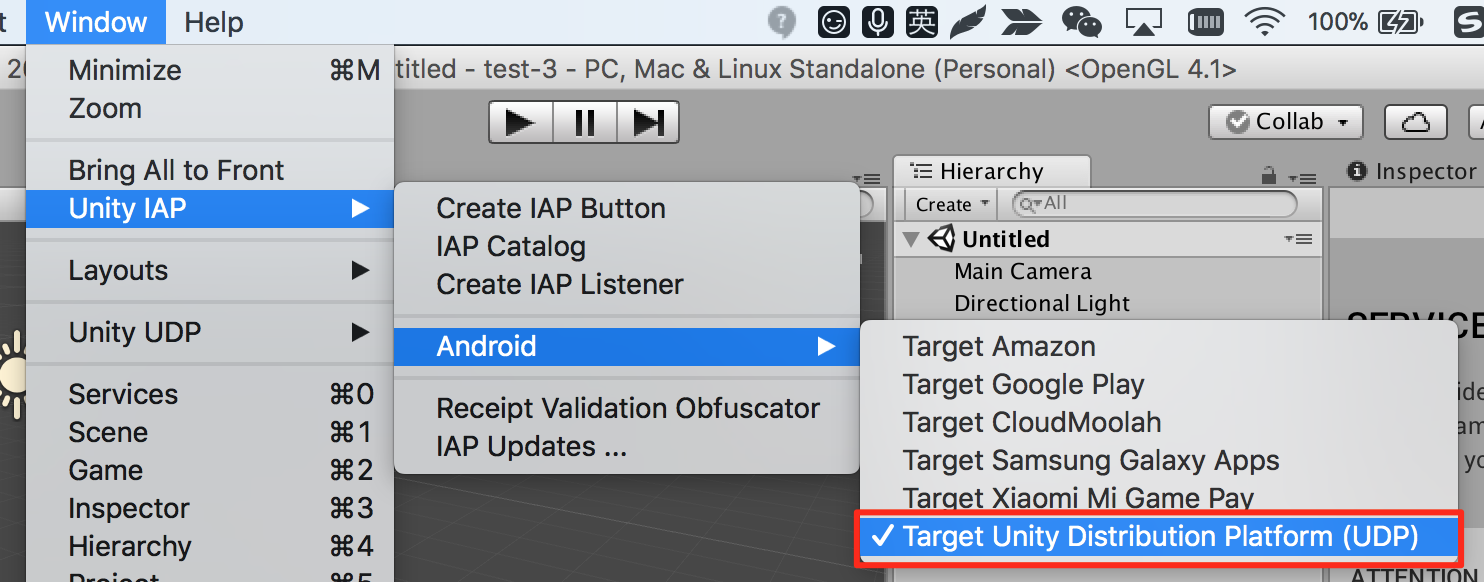 Window Help 英 100%
titled - test-3 - PC, Mac & Linux Standalone (Personal) <OpenGL 4.1>
Minimize ⌘M
Zoom
Collab
Bring All to Front
Hierarchy
Inspector
Unity IAP
Create
All
Untitled
Main Camera
Directional Light
Layouts
Unity UDP
Services ⌘0
Scene ⌘1
Game ⌘2
Inspector ⌘3
Hierarchy ⌘4
Project ⌘5
Create IAP Button
IAP Catalog
Create IAP Listener
Android
Receipt Validation Obfuscator
IAP Updates ...
Target Amazon
Target Google Play
Target CloudMoolah
Target Samsung Galaxy Apps
Target Xiaomi Mi Game Pay
✓ Target Unity Distribution Platform (UDP)